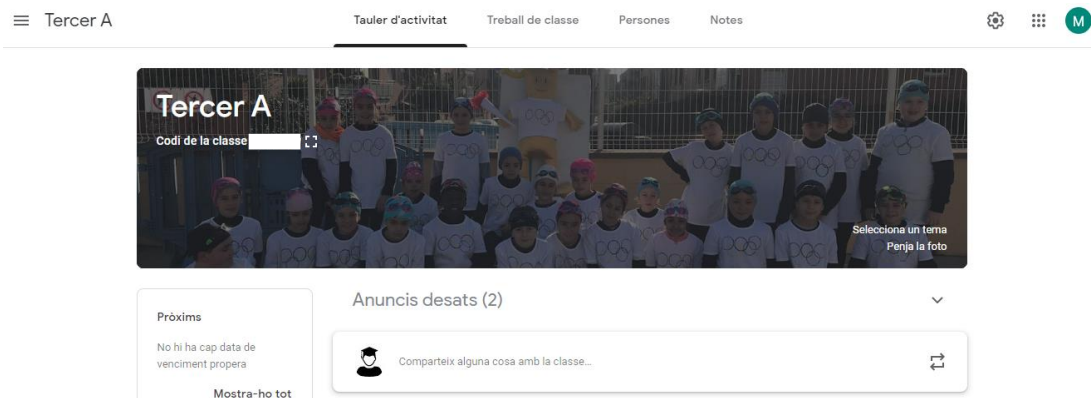 Tercer A
Tauler d'activitat
Treball de classe
Persones
Notes
M
Tercer A
Codi de la classe
Selecciona un tema
Penja la foto
Pròxims
No hi ha cap data de
venciment propera
Mostra-ho tot
Anuncis desats (2)
Comparteix alguna cosa amb la classe...